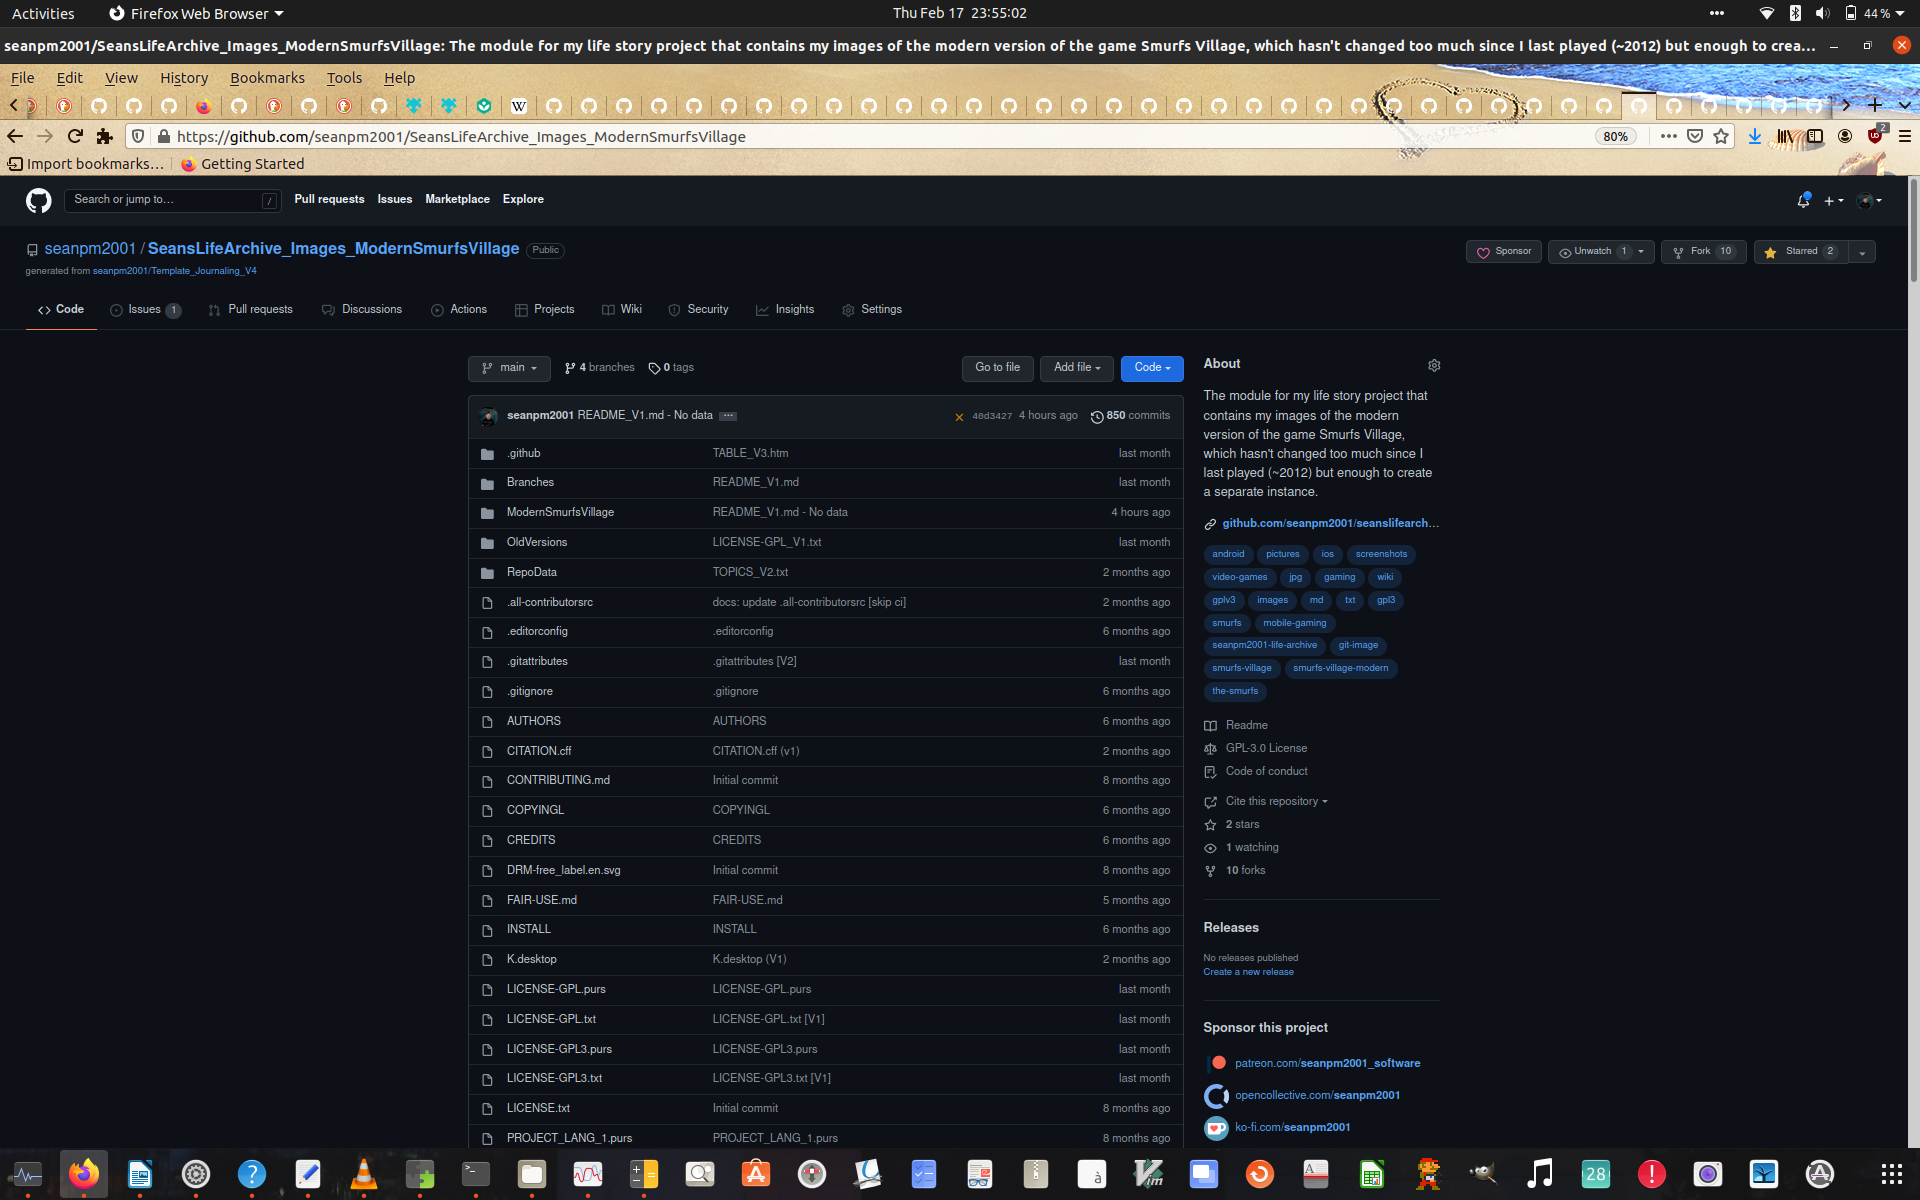 Activities
Firefox Web Browser
Thu Feb 17 23:55:02
44 %
seanpm2001/SeansLifeArchive_Images_ModernSmurfsVillage: The module for my life story project that contains my images of the modern version of the game Smurfs Village, which hasn't changed too much since I last played (~2012) but enough to crea...
File Edit View History Bookmarks Tools Help
https://github.com/seanpm2001/SeansLifeArchive_Images_ModernSmurfsVillage
80%
2
Import bookmarks...
Getting Started
Search or jump to...
/
Pull requests Issues Marketplace Explore
seanpm2001 / SeansLifeArchive_Images_ModernSmurfsVillage Public
Sponsor
Unwatch 1
Fork 10
Starred 2
generated from seanpm2001/Template_Journaling_V4
Code
Issues 1
Pull requests
Discussions
Actions
Projects
Wiki
Security
Insights
Settings
main
4 branches
0 tags
Go to file
Add file
Code
seanpm2001 README_V1.md - No data ...
40d3427 4 hours ago
850 commits
.github TABLE_V3.htm last month
Branches README_V1.md last month
ModernSmurfsVillage README_V1.md - No data 4 hours ago
OldVersions LICENSE-GPL_V1.txt last month
RepoData TOPICS_V2.txt 2 months ago
.all-contributorsrc docs: update .all-contributorsrc [skip ci] 2 months ago
.editorconfig .editorconfig 6 months ago
.gitattributes .gitattributes [V2] last month
.gitignore .gitignore 6 months ago
AUTHORS AUTHORS 6 months ago
CITATION.cff CITATION.cff (v1) 2 months ago
CONTRIBUTING.md Initial commit 8 months ago
COPYINGL COPYINGL 6 months ago
CREDITS CREDITS 6 months ago
DRM-free_label.en.svg Initial commit 8 months ago
FAIR-USE.md FAIR-USE.md 5 months ago
INSTALL INSTALL 6 months ago
K.desktop K.desktop (V1) 2 months ago
LICENSE-GPL.purs LICENSE-GPL.purs last month
LICENSE-GPL.txt LICENSE-GPL.txt [V1] last month
LICENSE-GPL3.purs LICENSE-GPL3.purs last month
LICENSE-GPL3.txt LICENSE-GPL3.txt [V1] last month
LICENSE.txt Initial commit 8 months ago
PROJECT_LANG_1.purs PROJECT_LANG_1.purs 8 months ago
About
The module for my life story project that
contains my images of the modern
version of the game Smurfs Village,
which hasn't changed too much since I
last played (~2012) but enough to create
a separate instance.
github.com/seanpm2001/seanslifearch...
android pictures ios screenshots
video-games jpg gaming wiki
gplv3 images md txt gpl3
smurfs mobile-gaming
seanpm2001-life-archive git-image
smurfs-village smurfs-village-modern
the-smurfs
Readme
GPL-3.0 License
Code of conduct
Cite this repository
2 stars
1 watching
10 forks
Releases
No releases published
Create a new release
Sponsor this project
patreon.com/seanpm2001_software
opencollective.com/seanpm2001
ko-fi.com/seanpm2001
28